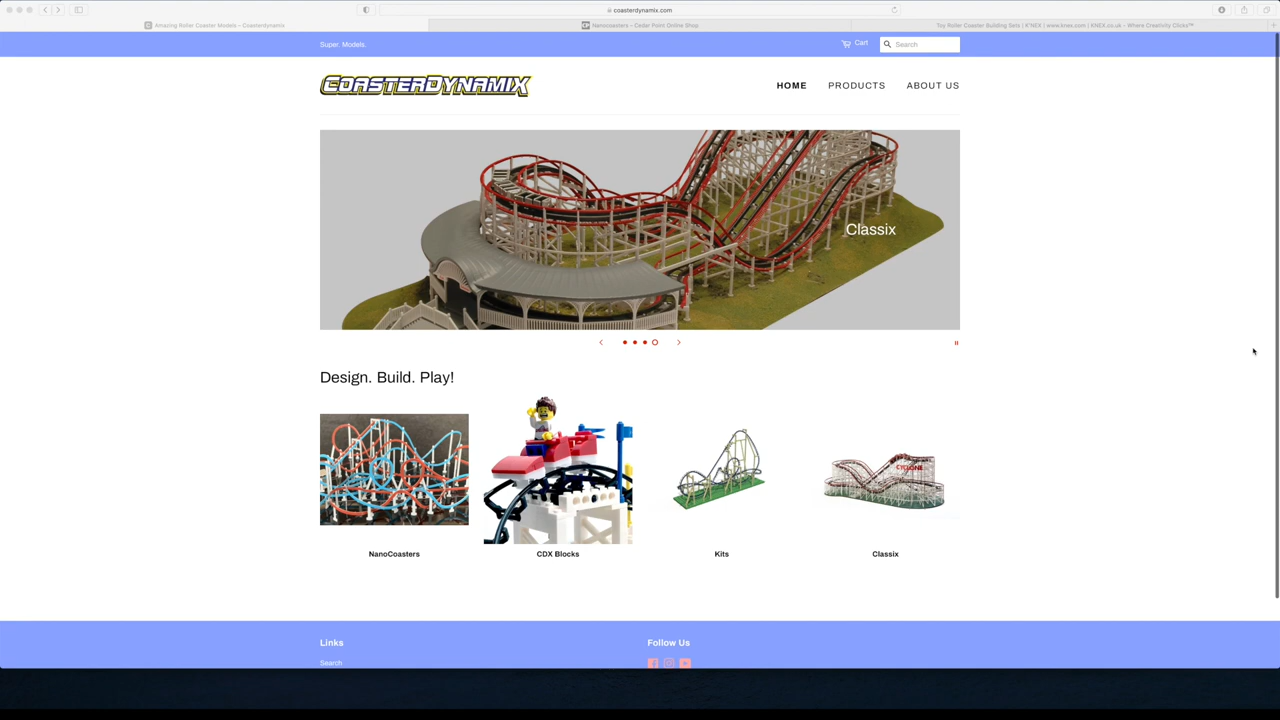 coasterdynamix.com
Amazing Roller Coaster Models – Coasterdynamix
Nanocoasters – Cedar Point Online Shop
Toy Roller Coaster Building Sets | K'NEX | www.knex.com | KNEX.co.uk – Where Creativity Clicks™
Super. Models.
Cart
Search
COASTERDYNAMIX
HOME
PRODUCTS
ABOUT US
Classix
Design. Build. Play!
CYCLONE
NanoCoasters
CDX Blocks
Kits
Classix
Links
Follow Us
Search